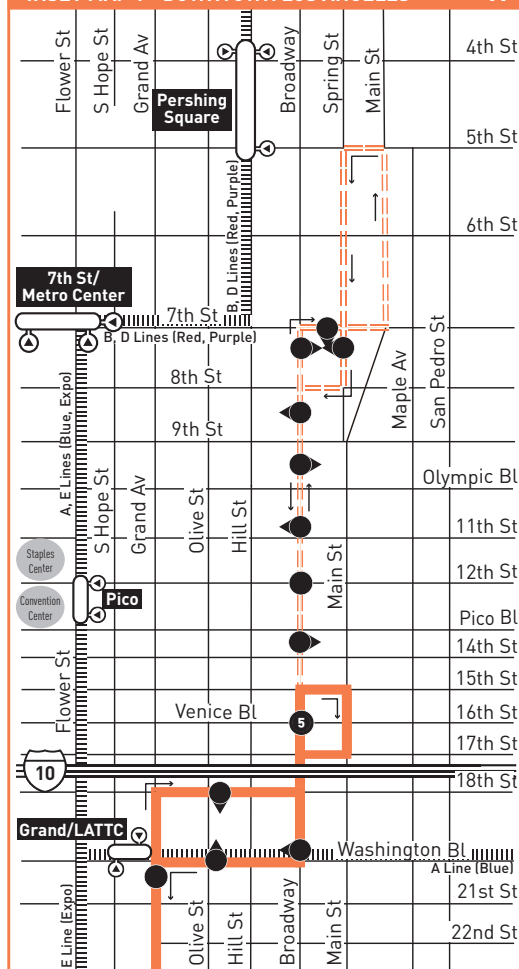 Flower St
S Hope St
Grand Av
Broadway
Spring St
Main St
4th St
Pershing
Square
5th St
B, D Lines (Red, Purple)
6th St
7th St/
Metro Center
7th St
B, D Lines (Red, Purple)
8th St
Maple Av
San Pedro St
A, E Lines (Blue, Expo)
9th St
S Hope St
Grand Av
Olive St
Hill St
Olympic Bl
11th St
Staples
Center
Main St
12th St
Convention
Center
Pico
Pico Bl
14th St
Flower St
15th St
Venice Bl
5
16th St
17th St
10
18th St
Grand/LATTC
Washington Bl
A Line (Blue)
E Line (Expo)
Olive St
Hill St
Broadway
Main St
21st St
22nd St